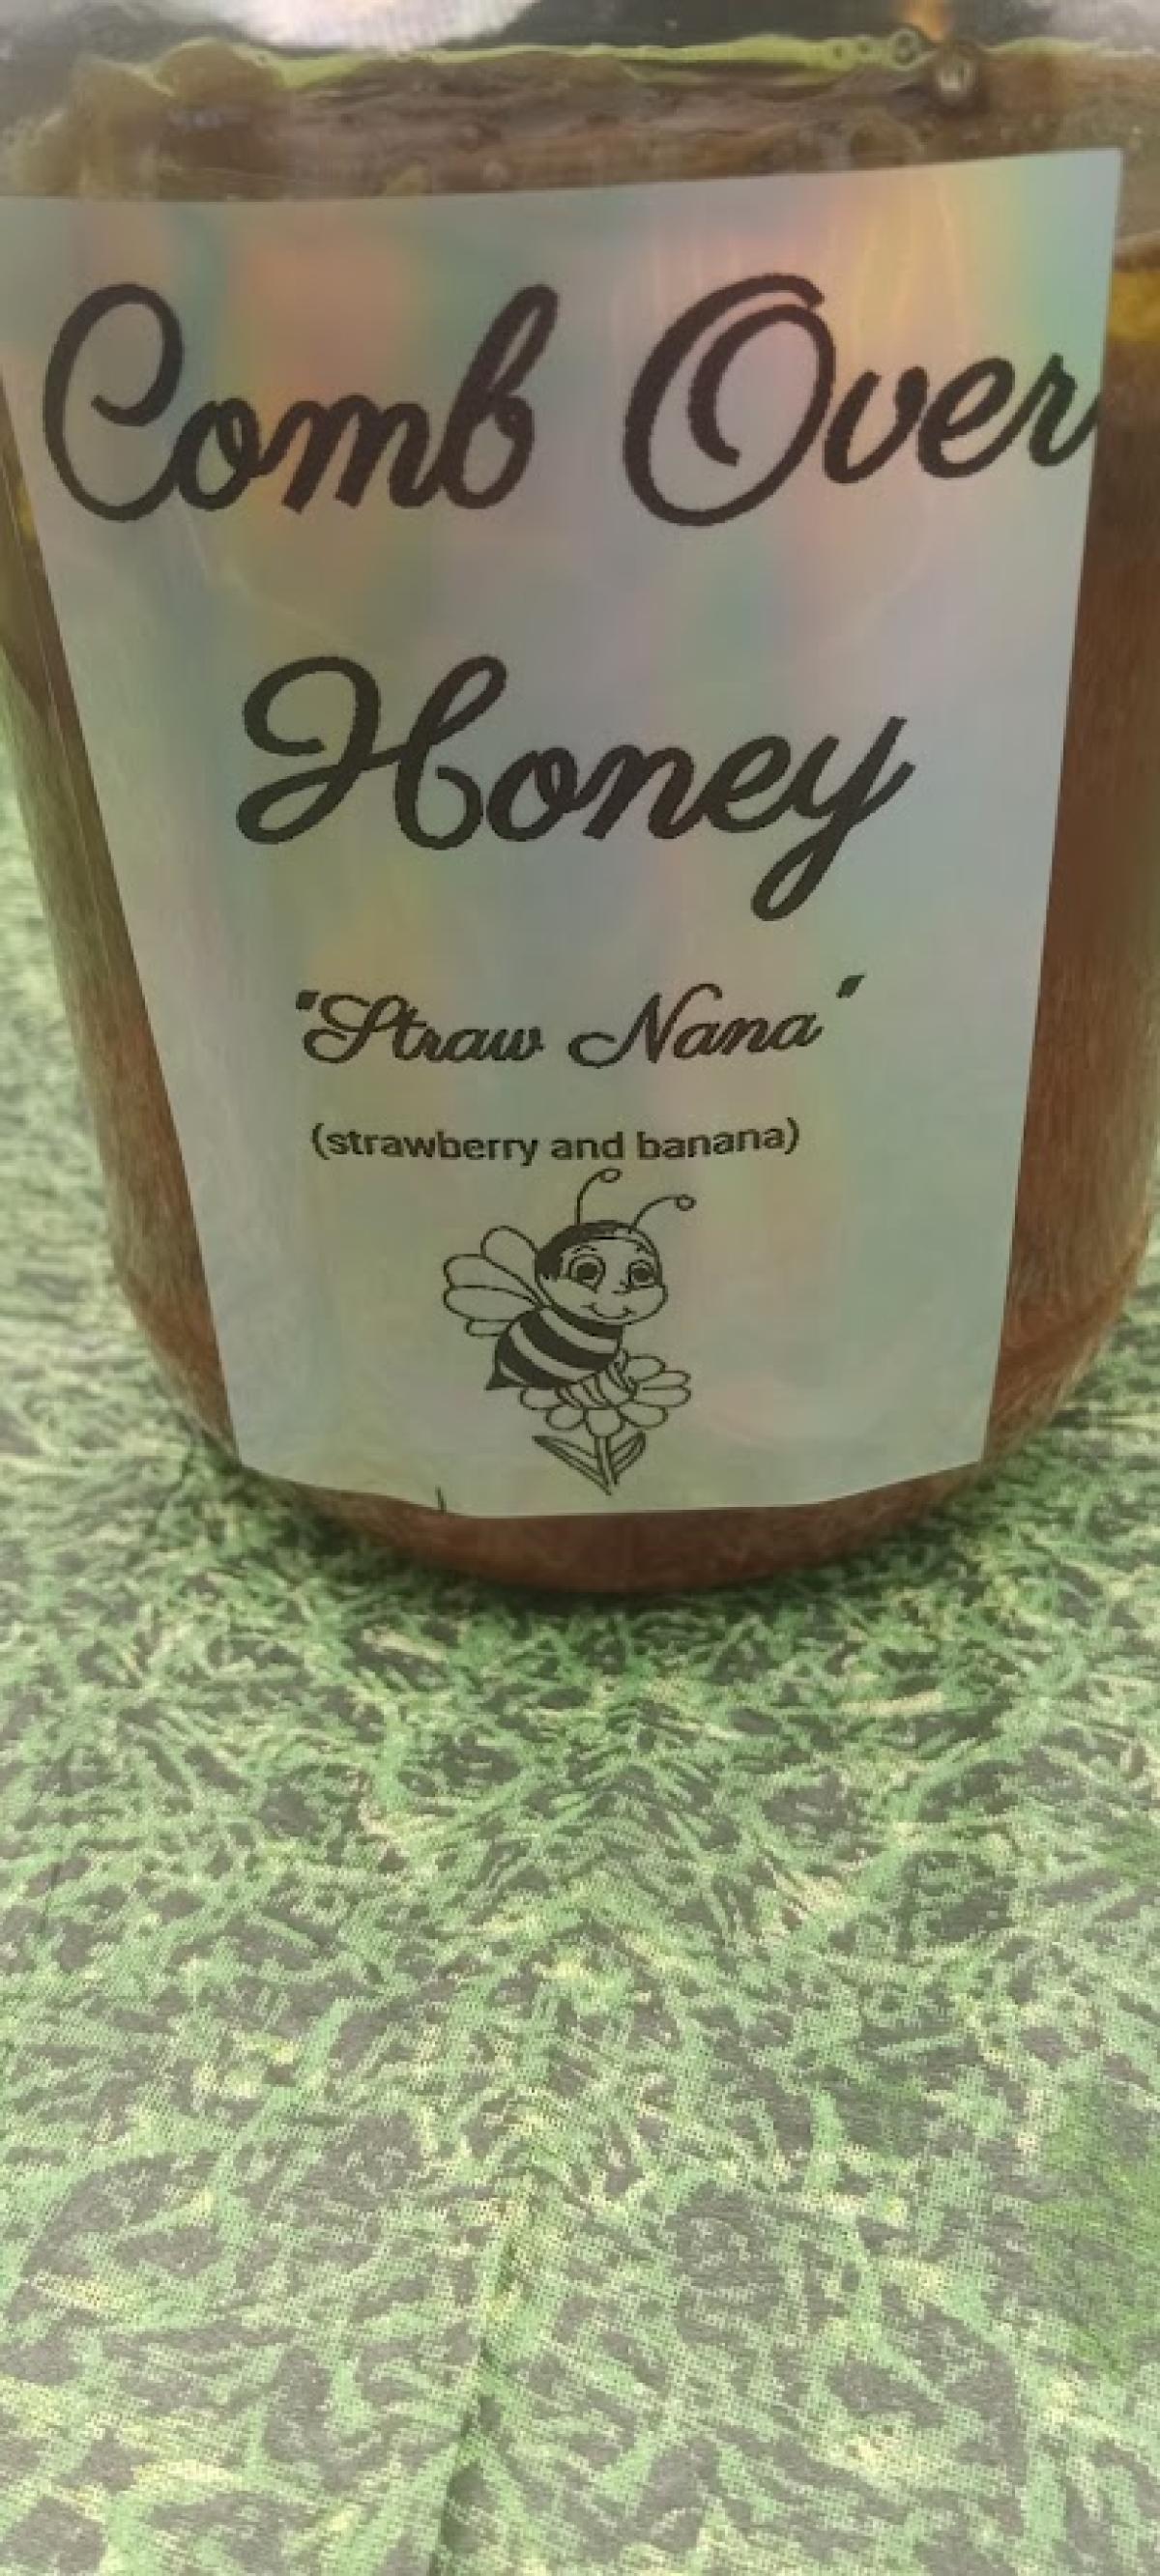 Comb Over
Honey
"Straw Nana"
(strawberry and banana)